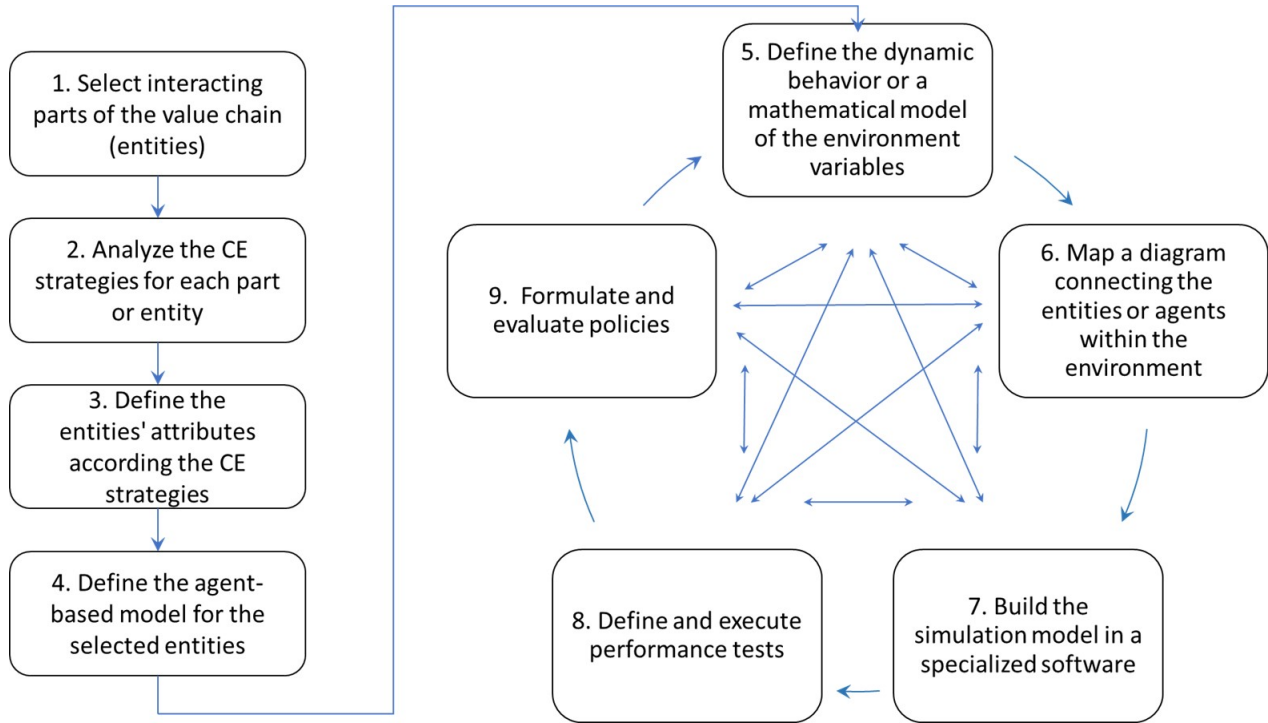 1. Select interacting
parts of the value chain
(entities)
2. Analyze the CE
strategies for each part
or entity
3. Define the
entities' attributes
according the CE
strategies
4. Define the agent-
based model for the
selected entities
5. Define the dynamic
behavior or a
mathematical model
of the environment
variables
6. Map a diagram
connecting the
entities or agents
within the
environment
7. Build the
simulation model in a
specialized software
8. Define and execute
performance tests
9. Formulate and
evaluate policies